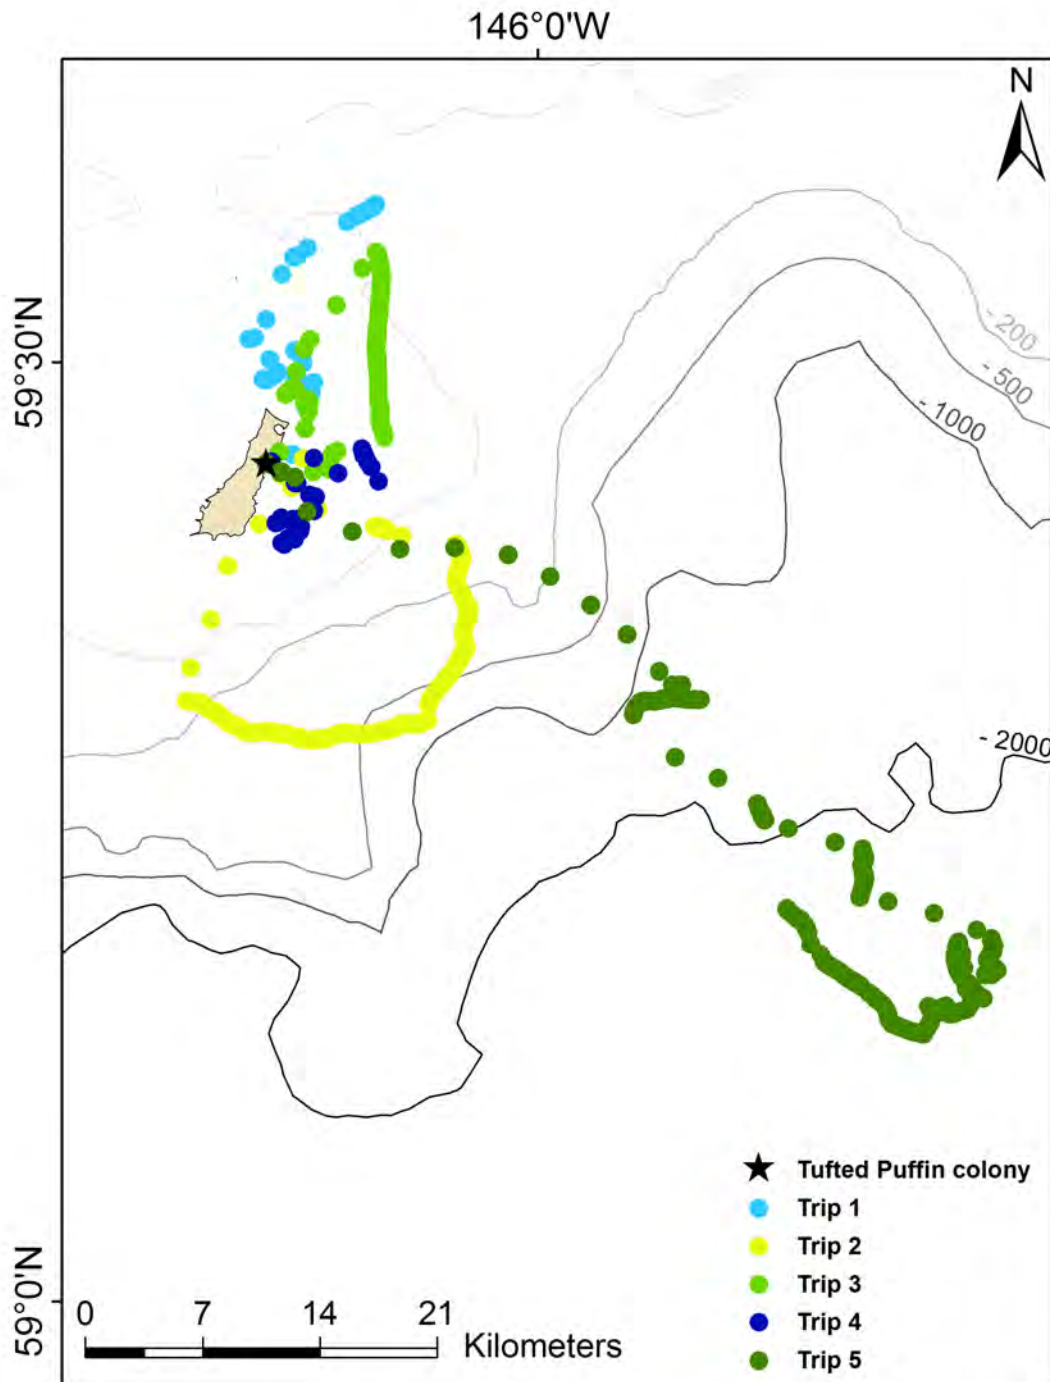 146°0'W
N
59°30'N
- 200
- 500
- 1000
- 2000
Tufted Puffin colony
Trip 1
Trip 2
Trip 3
Trip 4
Trip 5
59°0'N
0 7 14 21
Kilometers